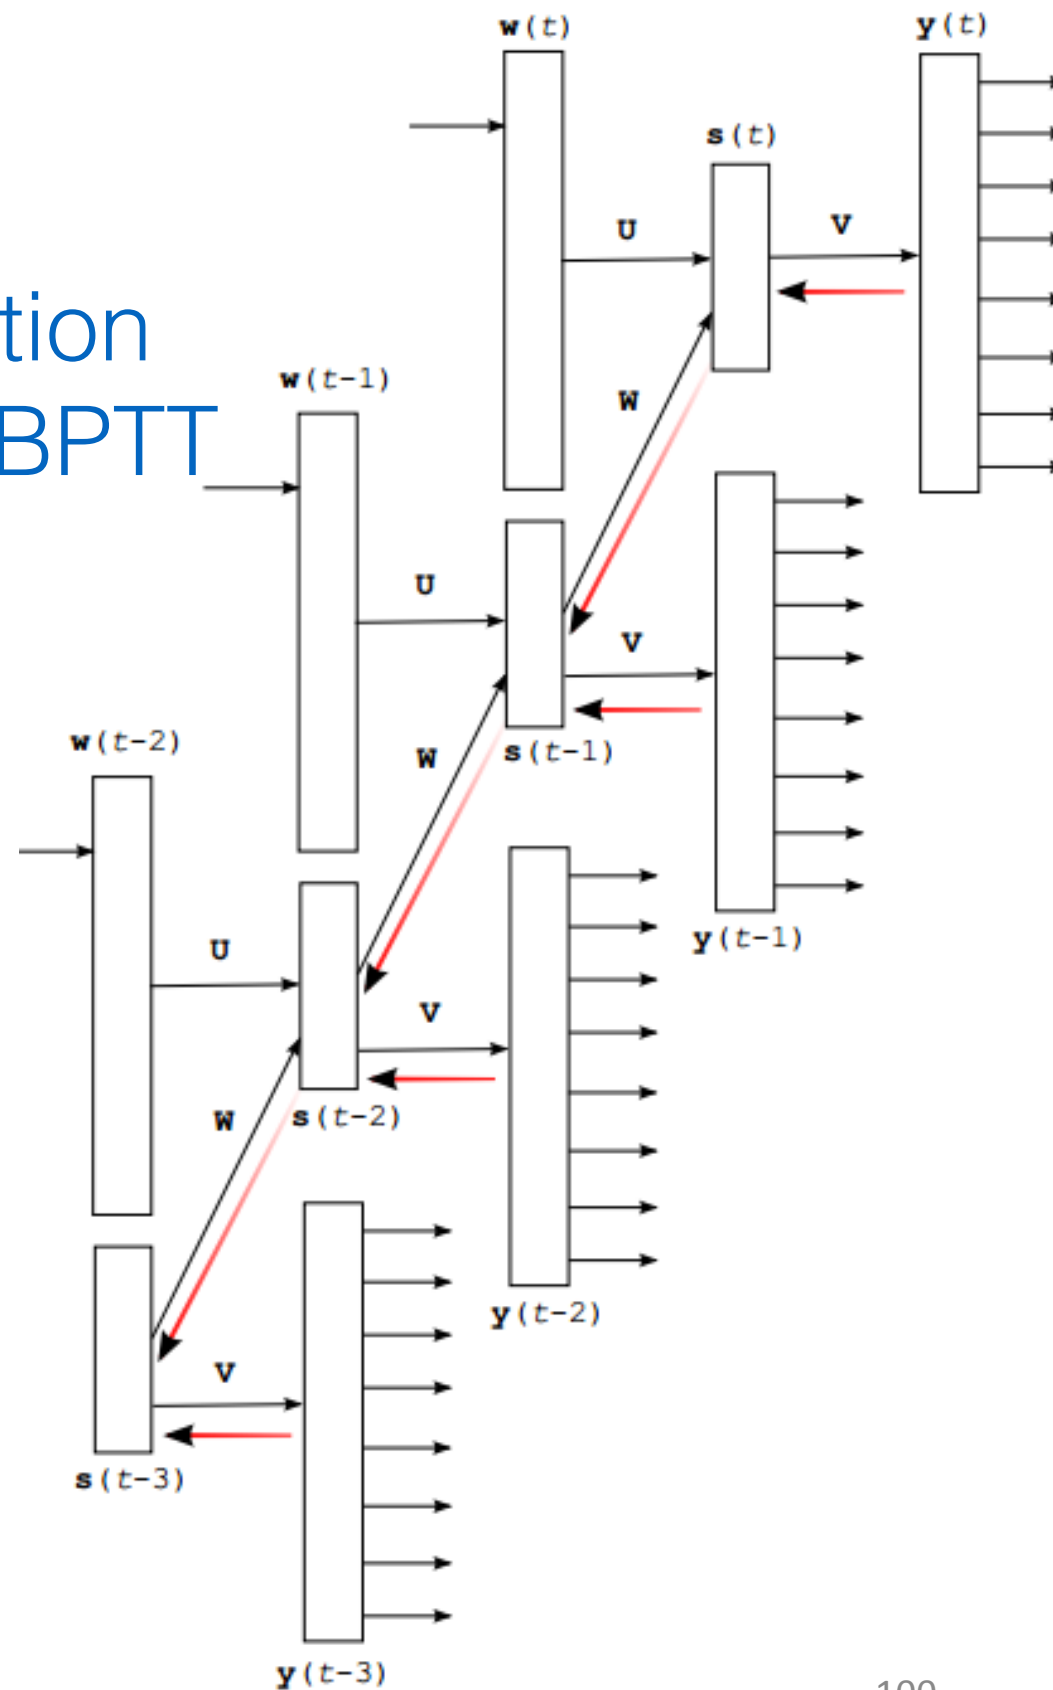 w(t)
y(t)
s(t)
U
V
tion
w(t-1)
W
BPTT
U
V
w(t-2)
W
s(t-1)
y(t-1)
U
V
W
s(t-2)
y(t-2)
V
s(t-3)
y(t-3)